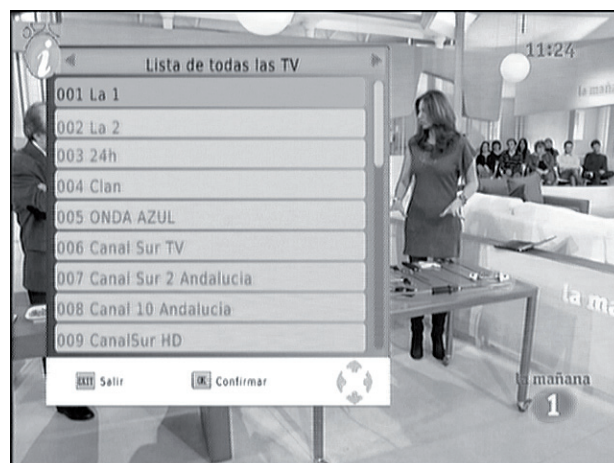 11:24
Lista de todas las TV
001 La 1
002 La 2
003 24h
004 Clan
005 ONDA AZUL
006 Canal Sur TV
007 Canal Sur 2 Andalucia
008 Canal 10 Andalucia
009 CanalSur HD
EXIT Salir
OK Confirmar
la mañana
1